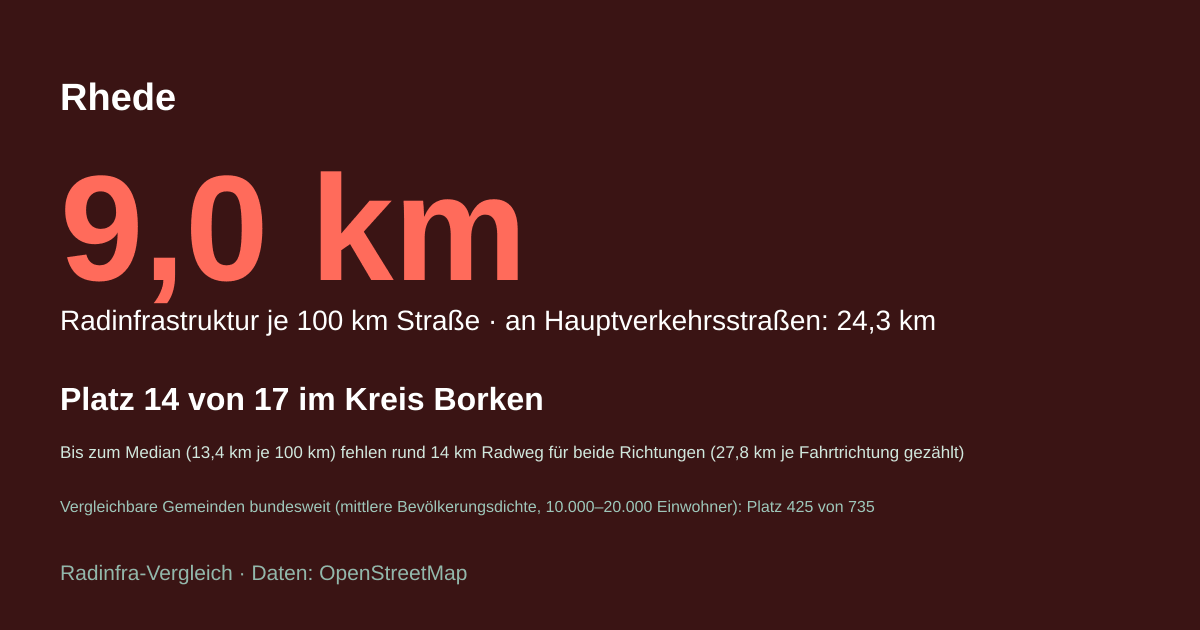 Rhede
9,0 km
Radinfrastruktur je 100 km Straße · an Hauptverkehrsstraßen: 24,3 km
Platz 14 von 17 im Kreis Borken
Bis zum Median (13,4 km je 100 km) fehlen rund 14 km Radweg für beide Richtungen (27,8 km je Fahrtrichtung gezählt)
Vergleichbare Gemeinden bundesweit (mittlere Bevölkerungsdichte, 10.000–20.000 Einwohner): Platz 425 von 735
Radinfra-Vergleich · Daten: OpenStreetMap